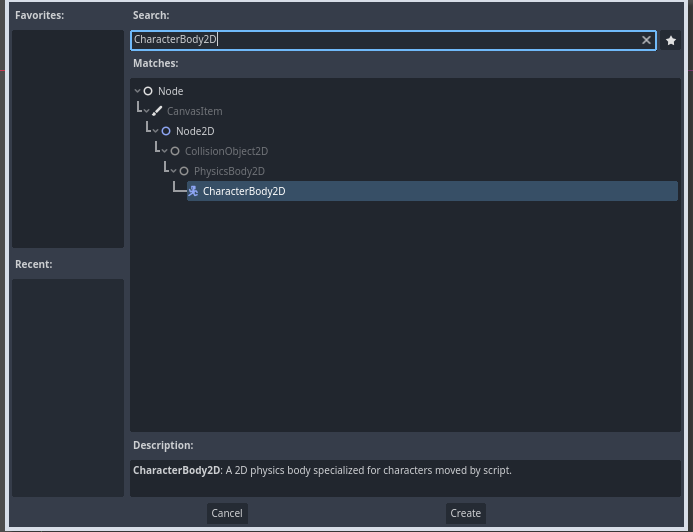 Favorites:
Search:
CharacterBody2D
Matches:
Node
CanvasItem
Node2D
CollisionObject2D
PhysicsBody2D
CharacterBody2D
Recent:
Description:
CharacterBody2D: A 2D physics body specialized for characters moved by script.
Cancel
Create